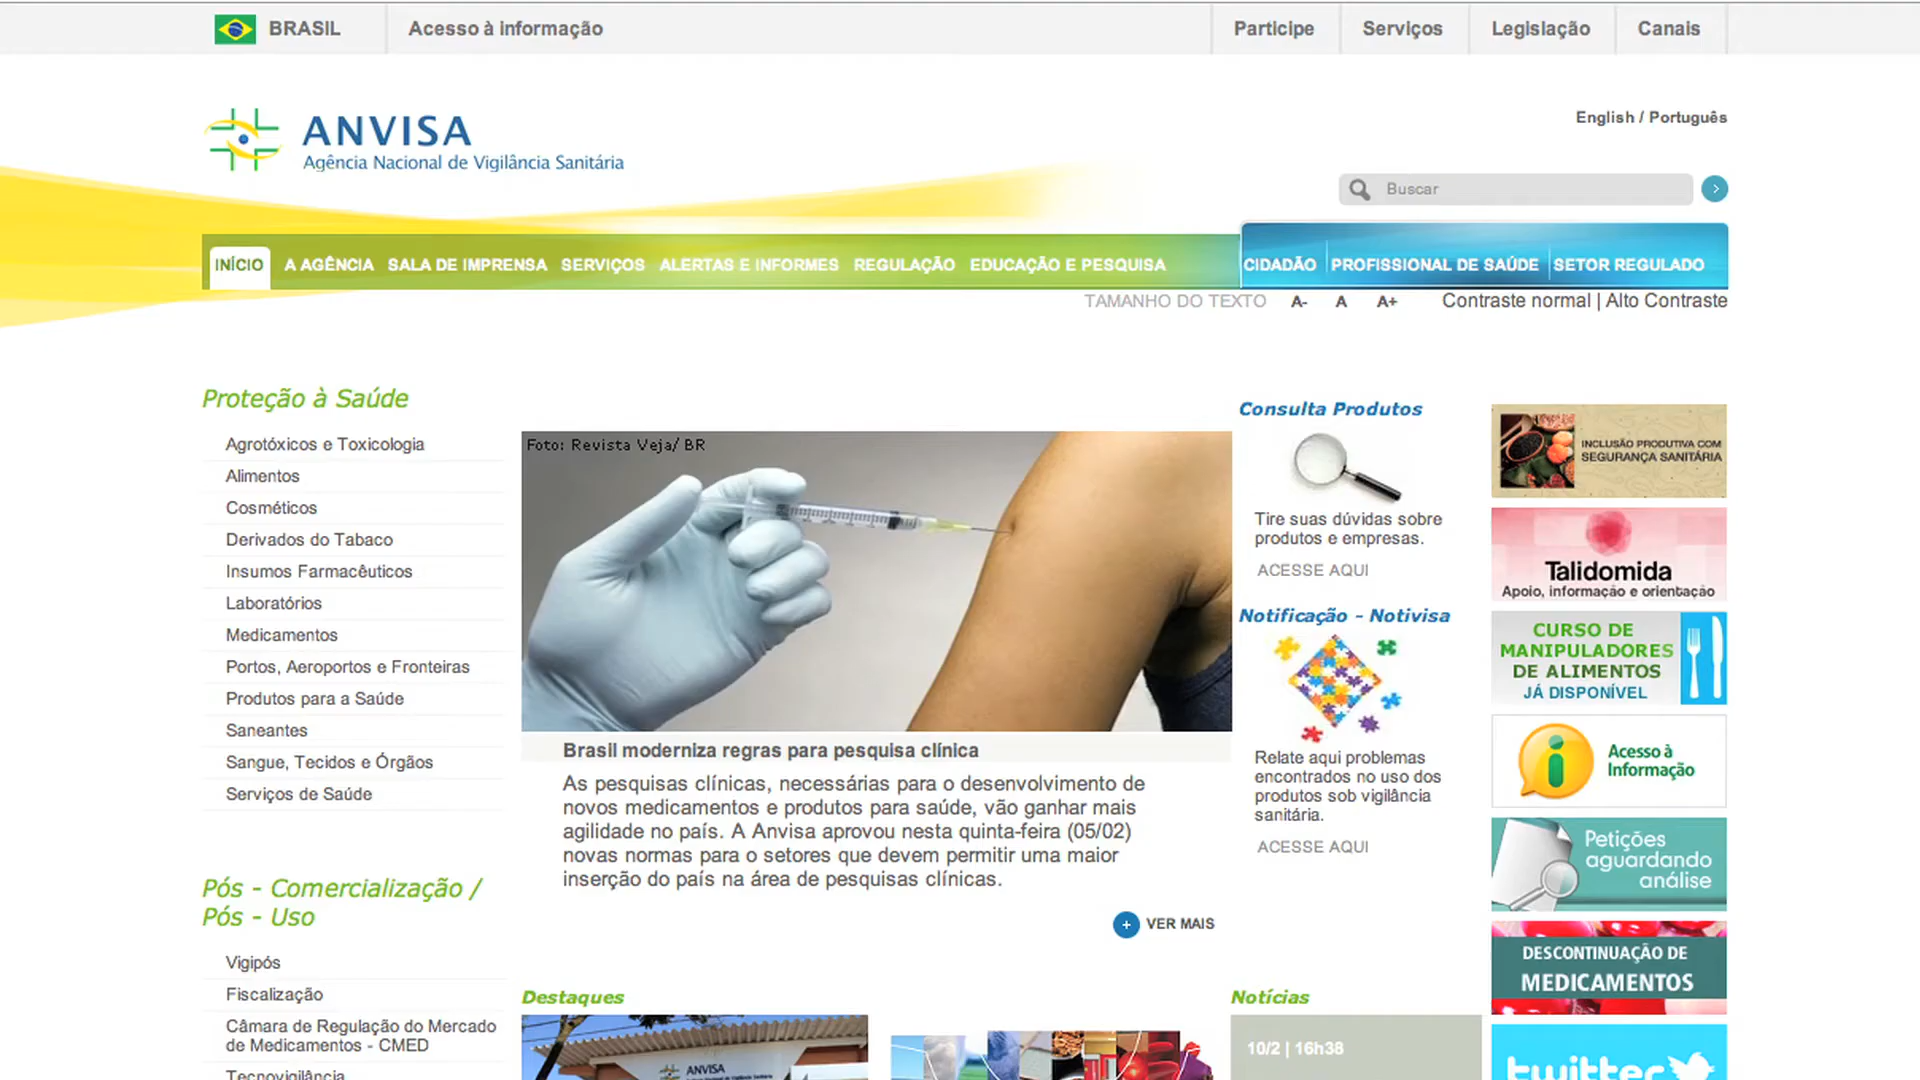 BRASIL
Acesso à informação
Participe
Serviços
Legislação
Canais
ANVISA
Agência Nacional de Vigilância Sanitária
English / Português
Buscar
INÍCIO
A AGÊNCIA
SALA DE IMPRENSA
SERVIÇOS
ALERTAS E INFORMES
REGULAÇÃO
EDUCAÇÃO E PESQUISA
CIDADÃO
PROFISSIONAL DE SAÚDE
SETOR REGULADO
TAMANHO DO TEXTO A- A A+
Contraste normal | Alto Contraste
Proteção à Saúde
Agrotóxicos e Toxicologia
Alimentos
Cosméticos
Derivados do Tabaco
Insumos Farmacêuticos
Laboratórios
Medicamentos
Portos, Aeroportos e Fronteiras
Produtos para a Saúde
Saneantes
Sangue, Tecidos e Órgãos
Serviços de Saúde
Pós - Comercialização /
Pós - Uso
Vigipós
Fiscalização
Câmara de Regulação do Mercado
de Medicamentos - CMED
Tecnovigilância
Foto: Revista Veja/ BR
Brasil moderniza regras para pesquisa clínica
As pesquisas clínicas, necessárias para o desenvolvimento de
novos medicamentos e produtos para saúde, vão ganhar mais
agilidade no país. A Anvisa aprovou nesta quinta-feira (05/02)
novas normas para o setores que devem permitir uma maior
inserção do país na área de pesquisas clínicas.
+ VER MAIS
Destaques
ANVISA
Consulta Produtos
Tire suas dúvidas sobre
produtos e empresas.
ACESSE AQUI
Notificação - Notivisa
Relate aqui problemas
encontrados no uso dos
produtos sob vigilância
sanitária.
ACESSE AQUI
Notícias
10/2 | 16h38
INCLUSÃO PRODUTIVA COM
SEGURANÇA SANITÁRIA
Talidomida
Apoio, informação e orientação
CURSO DE
MANIPULADORES
DE ALIMENTOS
JÁ DISPONÍVEL
Acesso à
Informação
Petições
aguardando
análise
DESCONTINUAÇÃO DE
MEDICAMENTOS
twitter